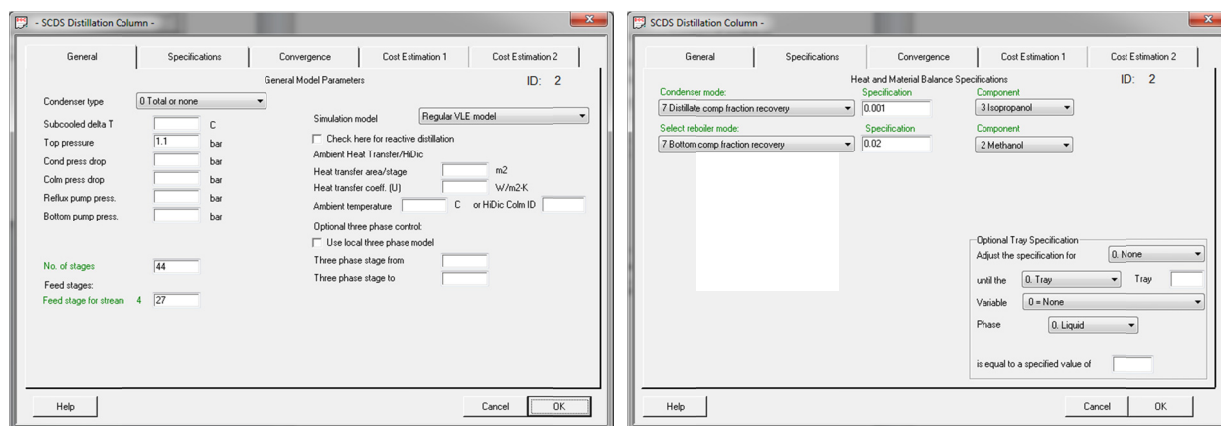 - SCDS Distillation Column -
General
Specifications
Convergence
Cost Estimation 1
Cost Estimation 2
General Model Parameters
ID: 2
Condenser type
0 Total or none
Subcooled delta T
C
Top pressure
1.1
bar
Cond press drop
bar
Colm press drop
bar
Reflux pump press.
bar
Bottom pump press.
bar
No. of stages
44
Feed stages:
Feed stage for strean 4
27
Simulation model
Regular VLE model
Check here for reactive distillation
Ambient Heat Transfer/HiDic
Heat transfer area/stage
m2
Heat transfer coeff. (U)
W/m2-K
Ambient temperature
C
or HiDic Colm ID
Optional three phase control:
Use local three phase model
Three phase stage from
Three phase stage to
Help
Cancel
OK
SCDS Distillation Column -
General
Specifications
Convergence
Cost Estimation 1
Cost Estimation 2
Heat and Material Balance Specifications
ID: 2
Condenser mode:
Specification
Component
7 Distillate comp fraction recovery
0.001
3 Isopropanol
Select reboiler mode:
Specification
Component
7 Bottom comp fraction recovery
0.02
2 Methanol
Optional Tray Specification
Adjust the specification for
0. None
until the
0. Tray
Tray
Variable
0 = None
Phase
0. Liquid
is equal to a specified value of
Help
Cancel
OK